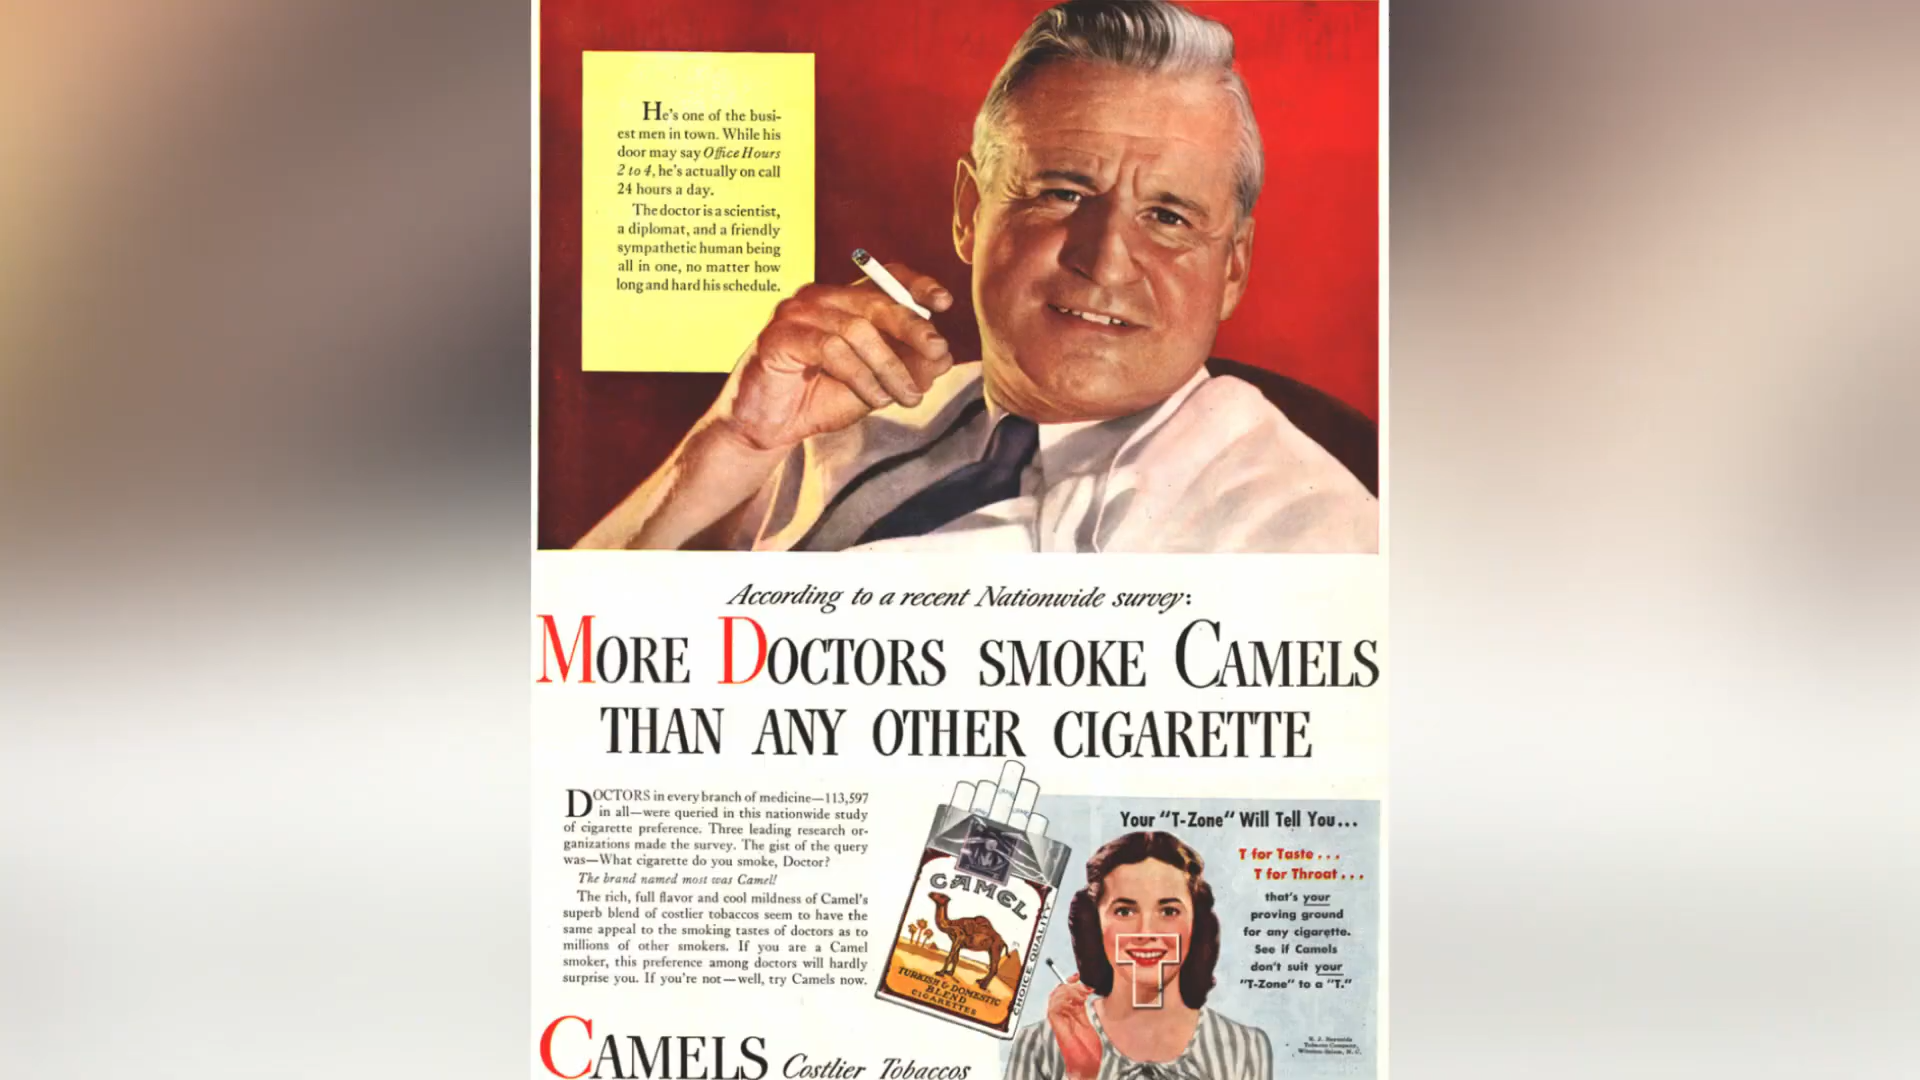 He's one of the busi-
est men in town. While his
door may say Office Hours
2 to 4, he's actually on call
24 hours a day.
The doctor is a scientist,
a diplomat, and a friendly
sympathetic human being
all in one, no matter how
long and hard his schedule.
According to a recent Nationwide survey:
MORE DOCTORS SMOKE CAMELS
THAN ANY OTHER CIGARETTE
DOCTORS in every branch of medicine—113,597
in all—were queried in this nationwide study
of cigarette preference. Three leading research or-
ganizations made the survey. The gist of the query
was—What cigarette do you smoke, Doctor?
The brand named most was Camel!
The rich, full flavor and cool mildness of Camel's
superb blend of costlier tobaccos seem to have the
same appeal to the smoking tastes of doctors as to
millions of other smokers. If you are a Camel
smoker, this preference among doctors will hardly
surprise you. If you're not—well, try Camels now.
CAMELS Costlier Tobaccos
CAMEL
TURKISH & DOMESTIC
BLEND
CIGARETTES
CHOICE QUALITY
Your "T-Zone" Will Tell You...
T for Taste...
T for Throat...
that's your
proving ground
for any cigarette.
See if Camels
don't suit your
"T-Zone" to a "T."
T
R. J. Reynolds
Tobacco Company,
Winston-Salem, N. C.